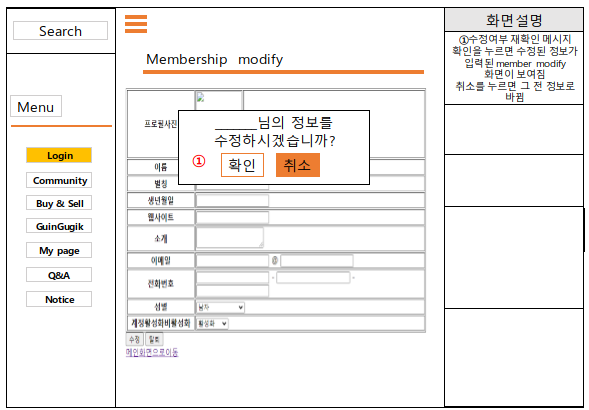 Search
Menu
Login
Community
Buy & Sell
GuinGugik
My page
Q&A
Notice
Membership modify
프로필사진
______님의 정보를
수정하시겠습니까?
① 확인 취소
이름
별칭
생년월일
웹사이트
소개
이메일 @
전화번호 - -
성별 남자
계정활성화비활성화 활성화
수정 탈퇴
메인화면으로이동
화면설명
①수정여부 재확인 메시지
확인을 누르면 수정된 정보가
입력된 member modify
화면이 보여짐
취소를 누르면 그 전 정보로
바뀜